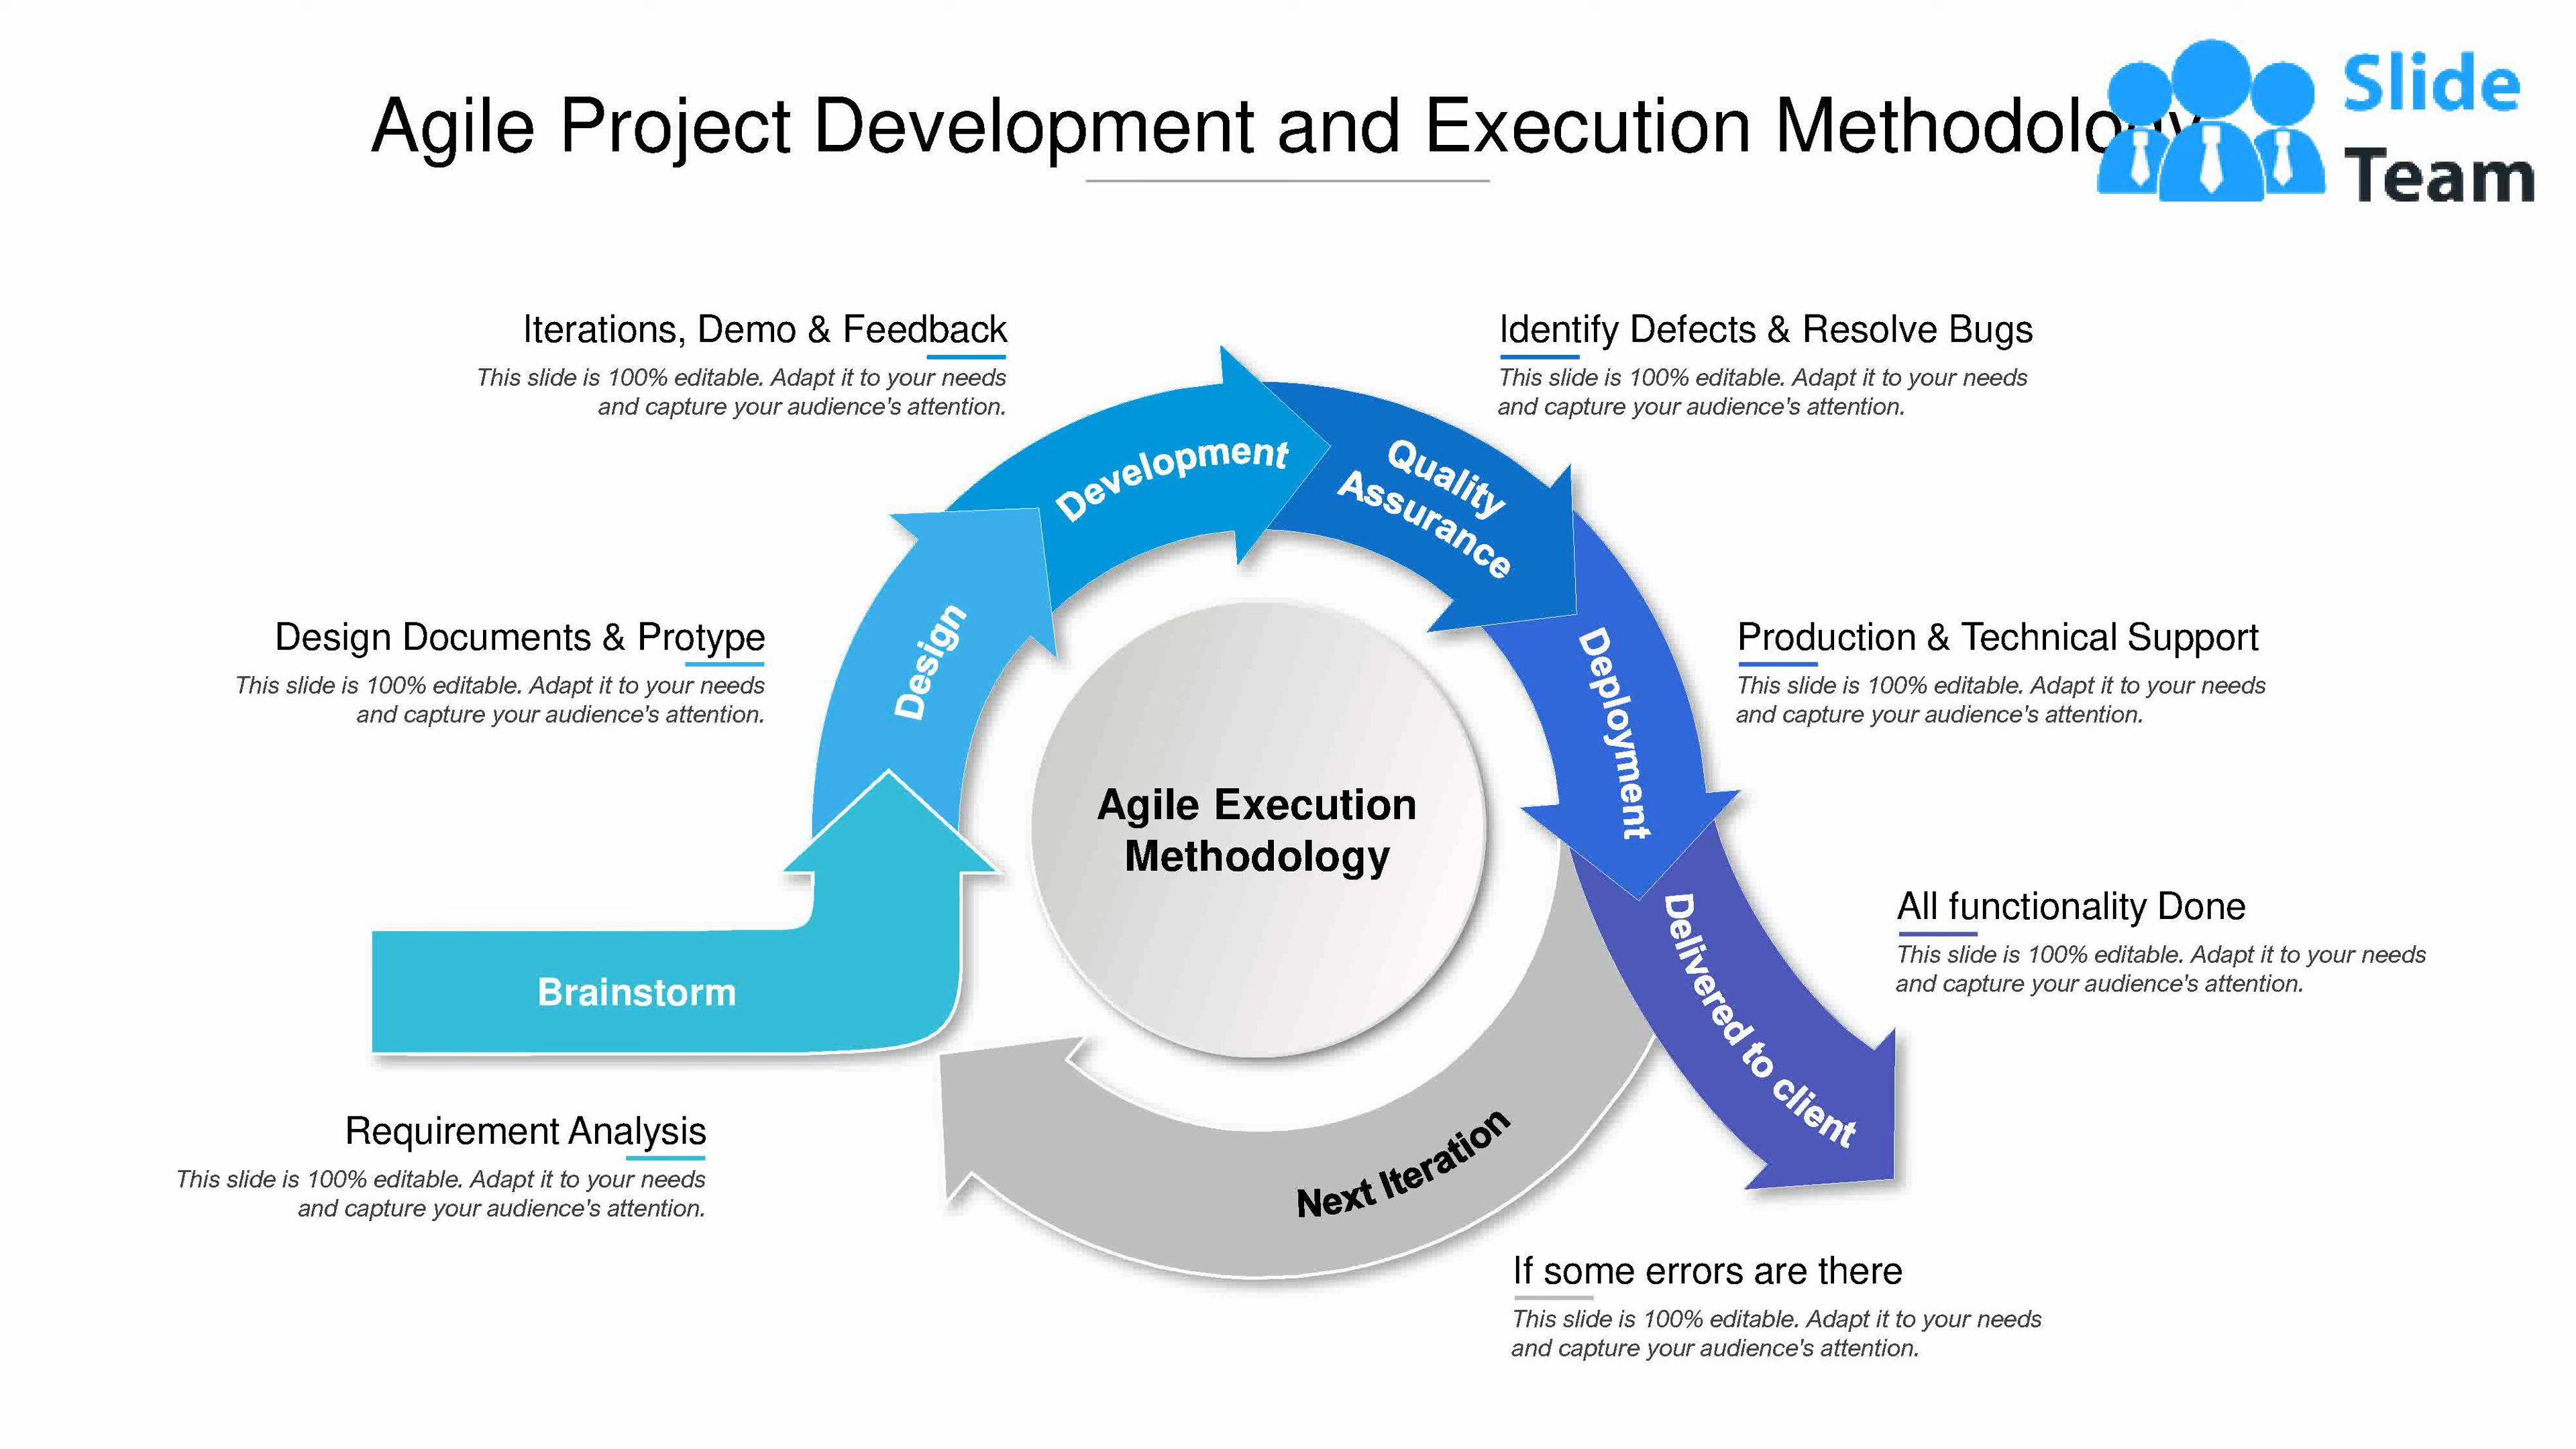 Agile Project Development and Execution Methodology
Slide
Team
Iterations, Demo & Feedback
This slide is 100% editable. Adapt it to your needs
and capture your audience's attention.
Identify Defects & Resolve Bugs
This slide is 100% editable. Adapt it to your needs
and capture your audience's attention.
Development
Quality
Assurance
Design
Design Documents & Protype
This slide is 100% editable. Adapt it to your needs
and capture your audience's attention.
Deployment
Production & Technical Support
This slide is 100% editable. Adapt it to your needs
and capture your audience's attention.
Agile Execution
Methodology
Delivered to client
All functionality Done
This slide is 100% editable. Adapt it to your needs
and capture your audience's attention.
Brainstorm
Requirement Analysis
This slide is 100% editable. Adapt it to your needs
and capture your audience's attention.
Next Iteration
If some errors are there
This slide is 100% editable. Adapt it to your needs
and capture your audience's attention.